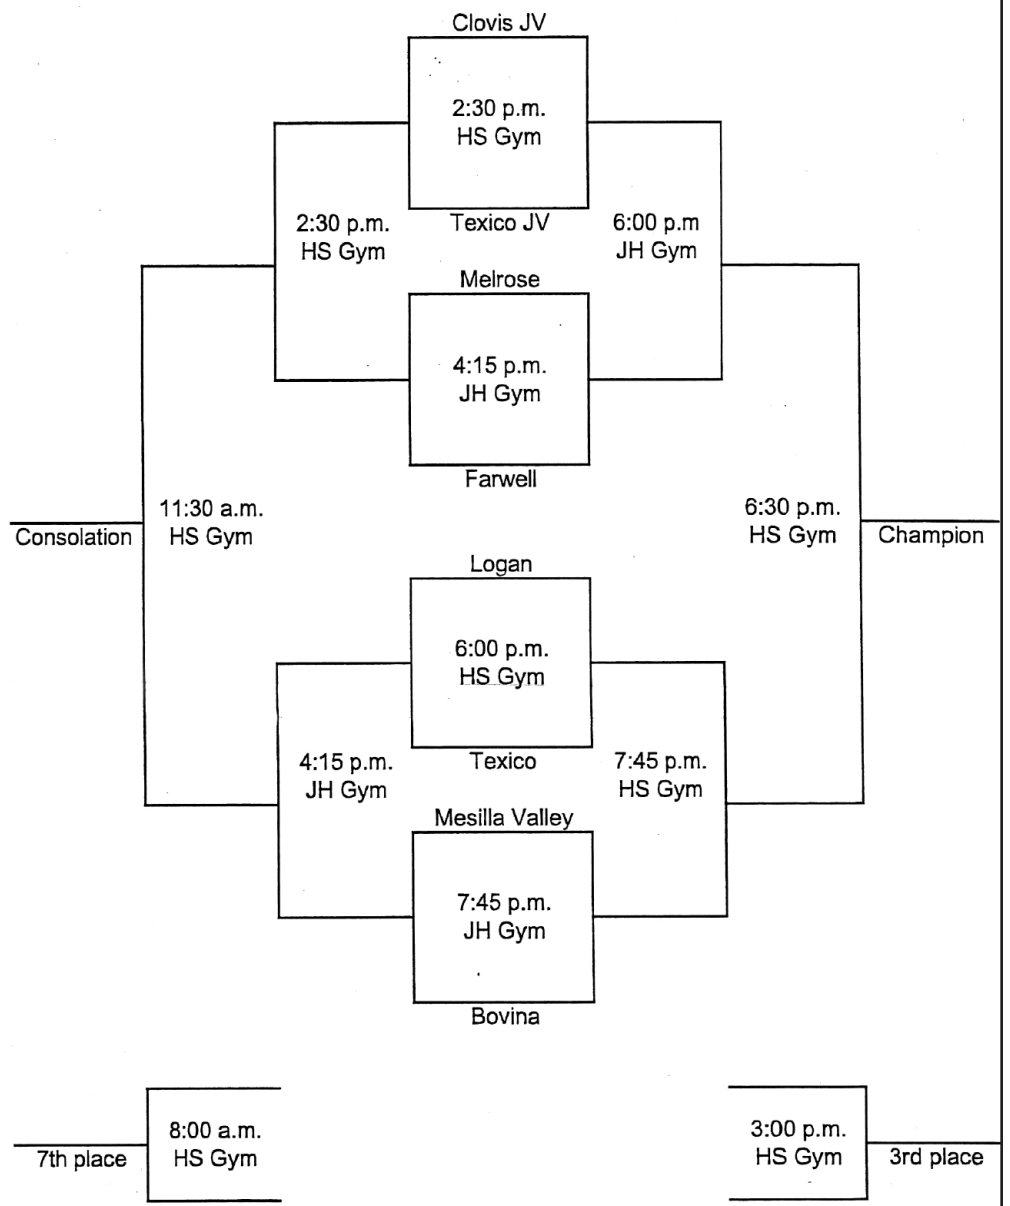 Clovis JV
2:30 p.m.
HS Gym
Texico JV
2:30 p.m.
HS Gym
6:00 p.m
JH Gym
Melrose
4:15 p.m.
JH Gym
Farwell
11:30 a.m.
HS Gym
Consolation
6:30 p.m.
HS Gym
Champion
Logan
6:00 p.m.
HS Gym
Texico
4:15 p.m.
JH Gym
7:45 p.m.
HS Gym
Mesilla Valley
7:45 p.m.
JH Gym
Bovina
8:00 a.m.
HS Gym
7th place
3:00 p.m.
HS Gym
3rd place